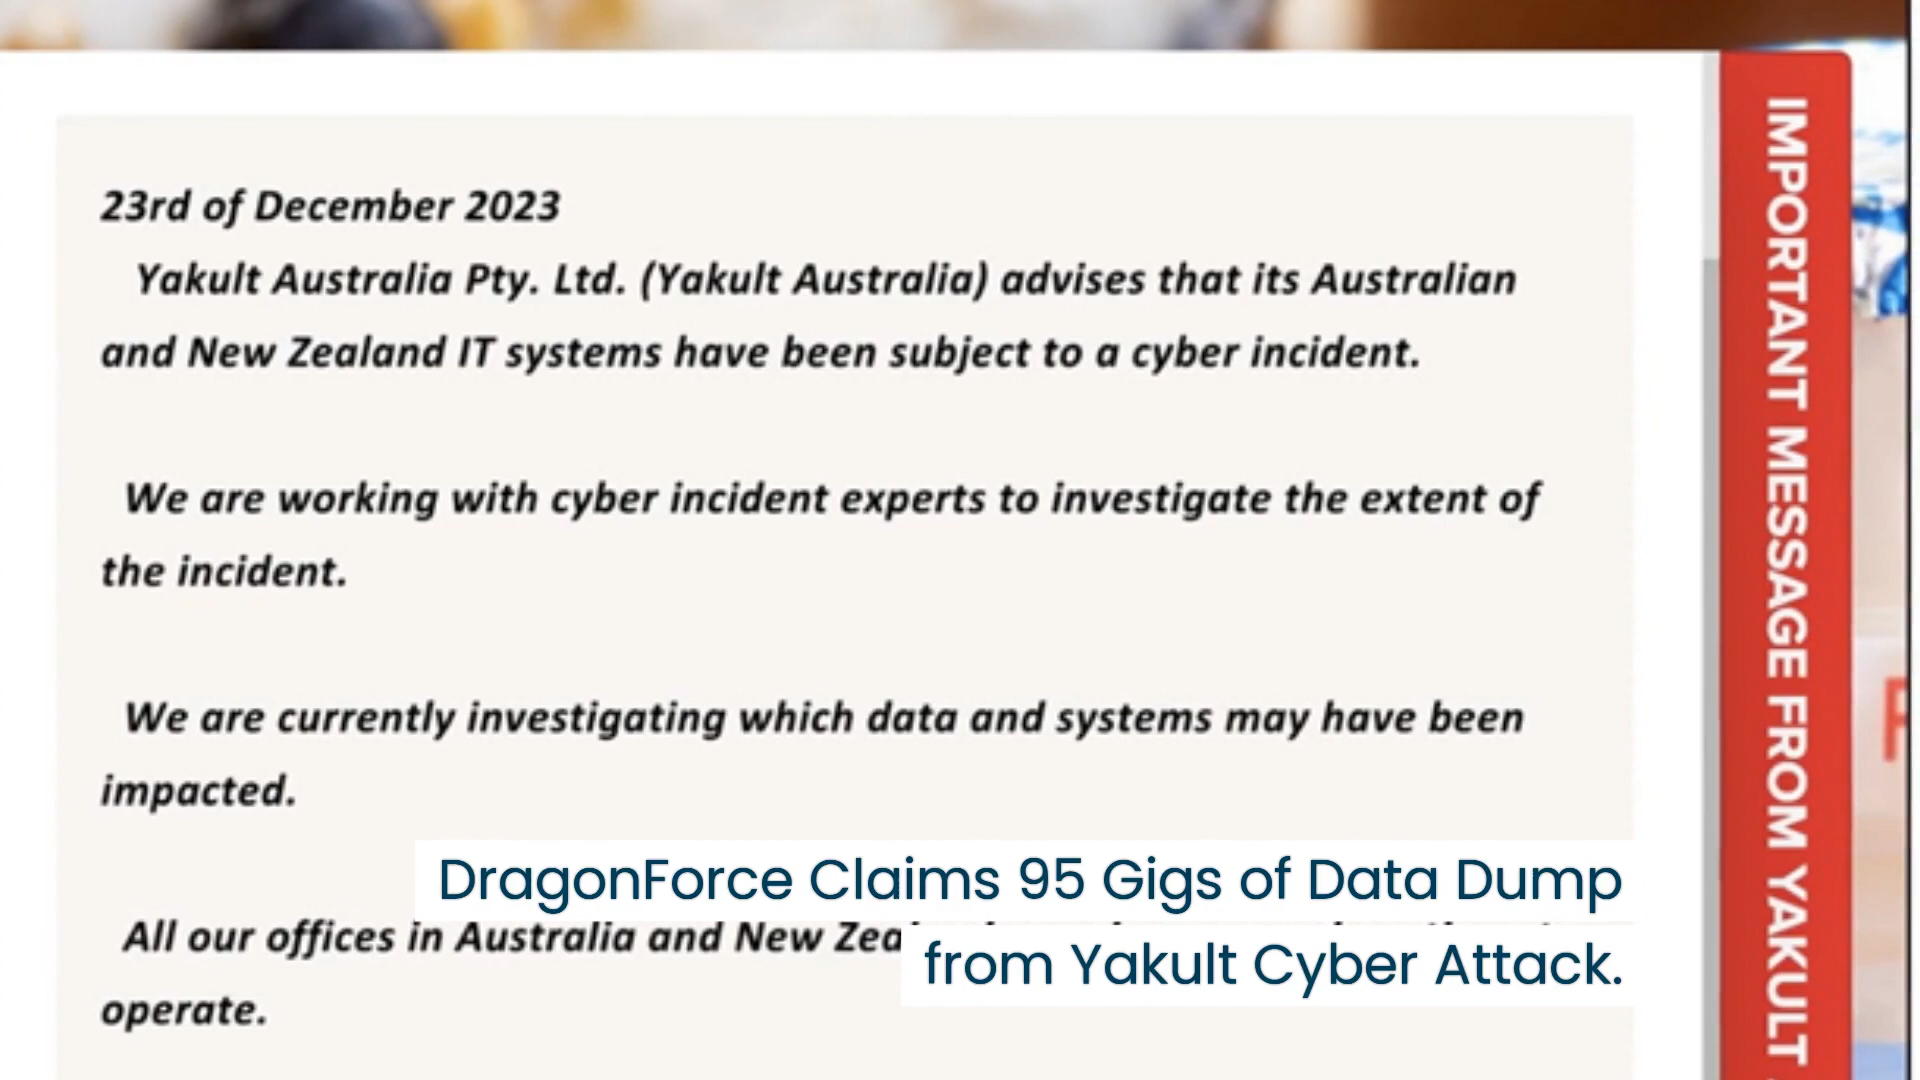 23rd of December 2023
Yakult Australia Pty. Ltd. (Yakult Australia) advises that its Australian
and New Zealand IT systems have been subject to a cyber incident.
We are working with cyber incident experts to investigate the extent of
the incident.
We are currently investigating which data and systems may have been
impacted.
DragonForce Claims 95 Gigs of Data Dump
All our offices in Australia and New
from Yakult Cyber Attack.
operate.
IMPORTANT MESSAGE FROM YAKULT